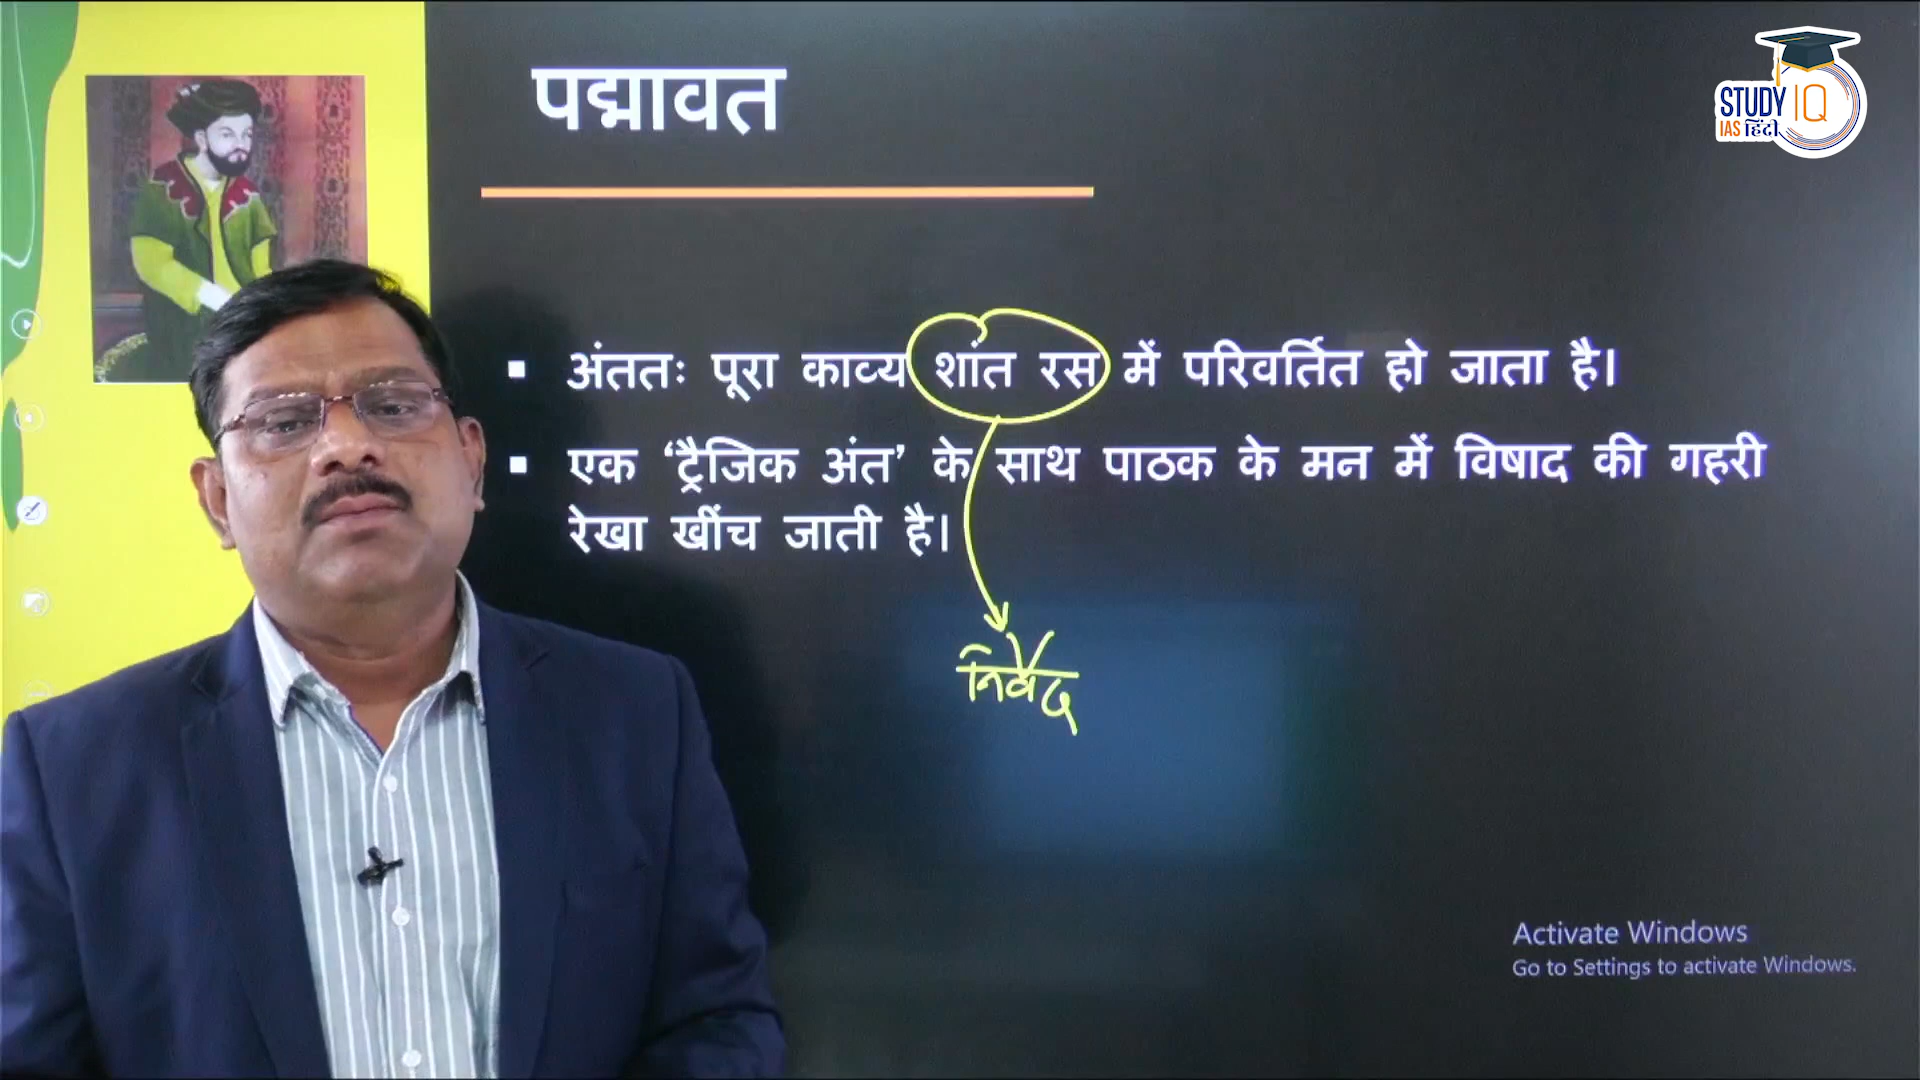 पद्मावत
STUDY IQ
IAS हिंदी
▪ अंततः पूरा काव्य शांत रस में परिवर्तित हो जाता है।
▪ एक ‘ट्रैजिक अंत’ के साथ पाठक के मन में विषाद की गहरी
रेखा खींच जाती है।
निर्वेद
Activate Windows
Go to Settings to activate Windows.